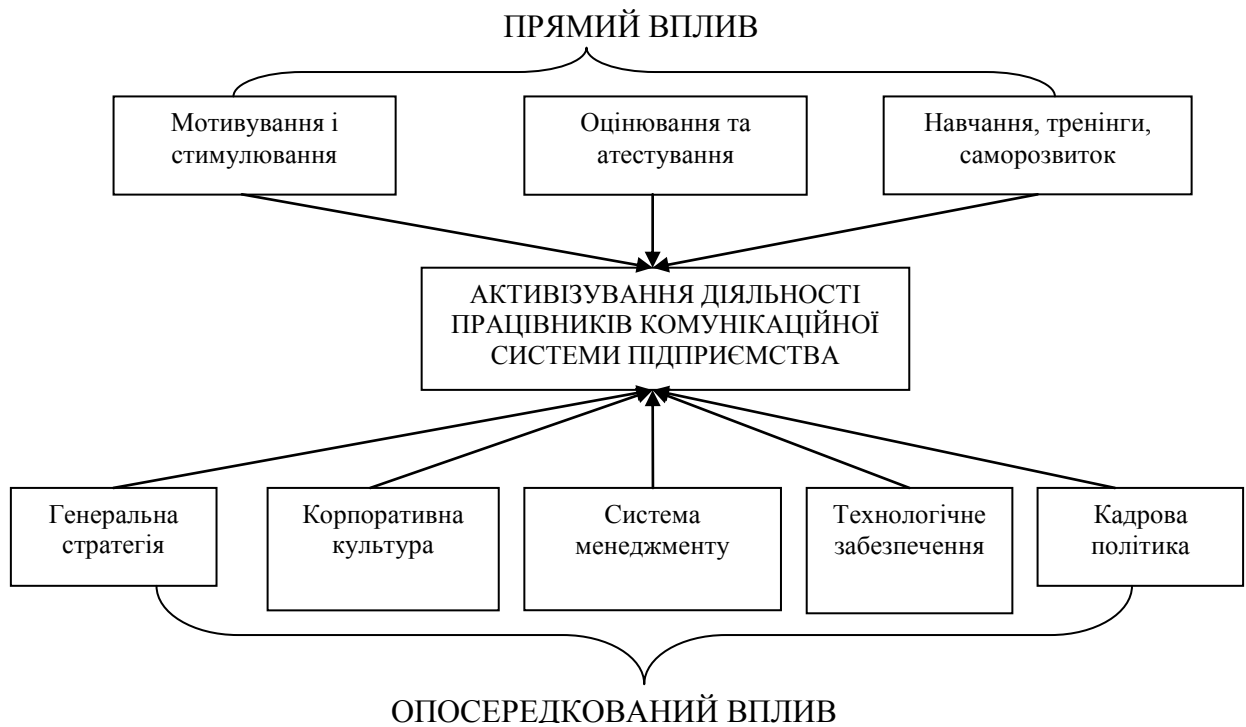 ПРЯМИЙ ВПЛИВ
Мотивування і
стимулювання
Оцінювання та
атестування
Навчання, тренінги,
саморозвиток
АКТИВІЗУВАННЯ ДІЯЛЬНОСТІ
ПРАЦІВНИКІВ КОМУНІКАЦІЙНОЇ
СИСТЕМИ ПІДПРИЄМСТВА
Генеральна
стратегія
Корпоративна
культура
Система
менеджменту
Технологічне
забезпечення
Кадрова
політика
ОПОСЕРЕДКОВАНИЙ ВПЛИВ